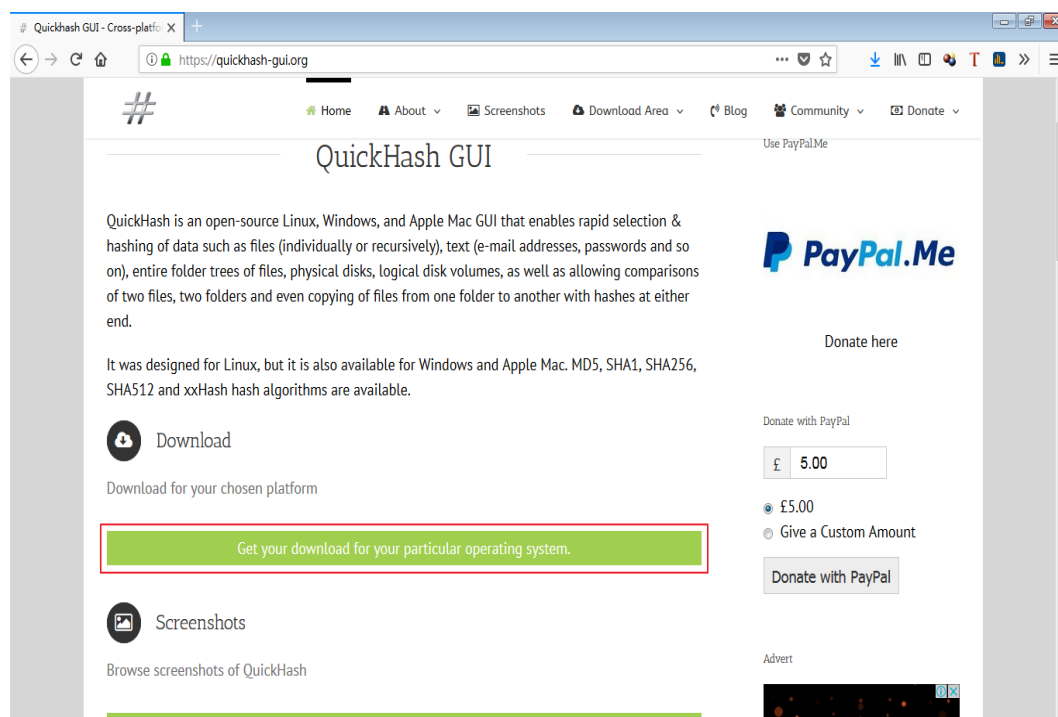 Quickhash GUI - Cross-platfo
https://quickhash-gui.org
Home About Screenshots Download Area Blog Community Donate
QuickHash GUI
QuickHash is an open-source Linux, Windows, and Apple Mac GUI that enables rapid selection &
hashing of data such as files (individually or recursively), text (e-mail addresses, passwords and so
on), entire folder trees of files, physical disks, logical disk volumes, as well as allowing comparisons
of two files, two folders and even copying of files from one folder to another with hashes at either
end.
It was designed for Linux, but it is also available for Windows and Apple Mac. MD5, SHA1, SHA256,
SHA512 and xxHash hash algorithms are available.
Download
Download for your chosen platform
Get your download for your particular operating system.
Screenshots
Browse screenshots of QuickHash
Use PayPal.Me
PayPal.Me
Donate here
Donate with PayPal
£ 5.00
£5.00
Give a Custom Amount
Donate with PayPal
Advert